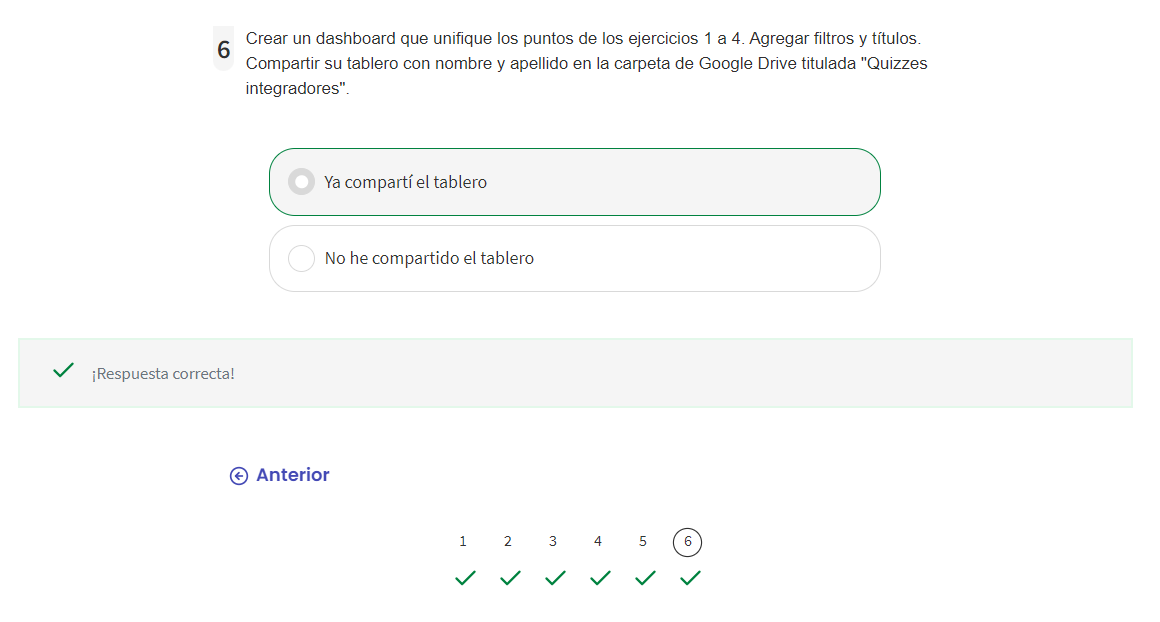 6
Crear un dashboard que unifique los puntos de los ejercicios 1 a 4. Agregar filtros y títulos.
Compartir su tablero con nombre y apellido en la carpeta de Google Drive titulada "Quizzes
integradores".
Ya compartí el tablero
No he compartido el tablero
¡Respuesta correcta!
Anterior
1 2 3 4 5 6